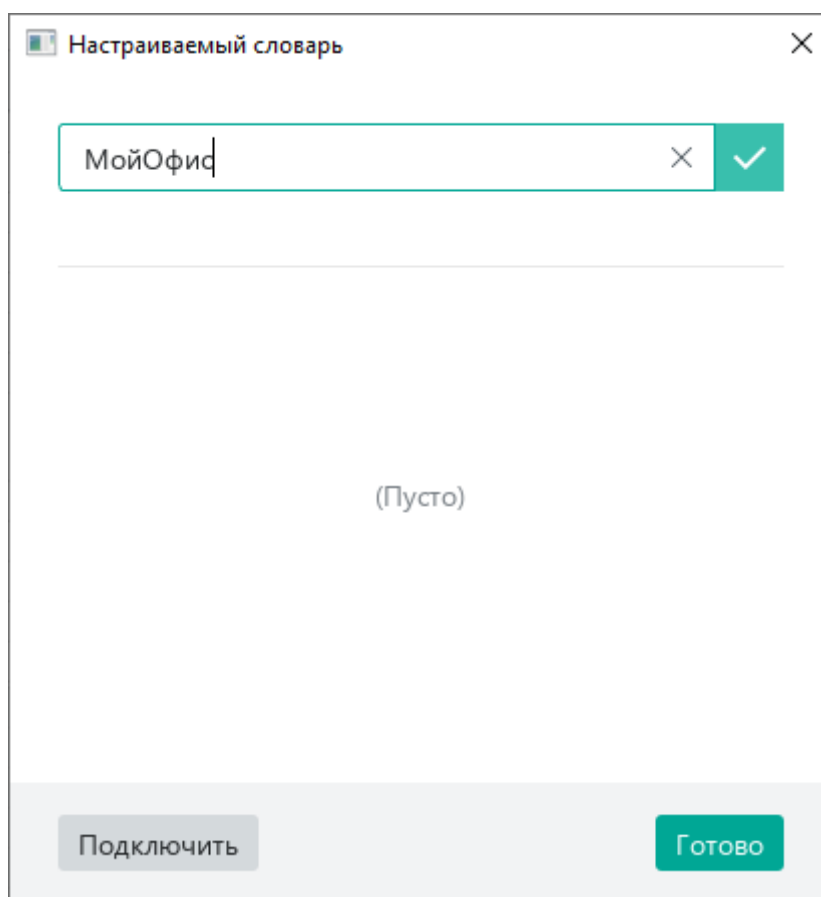 Настраиваемый словарь
МойОфис
(Пусто)
Подключить
Готово